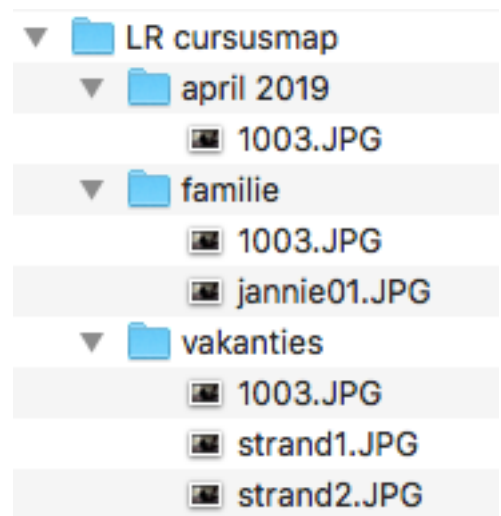 LR cursusmap
april 2019
1003.JPG
familie
1003.JPG
jannie01.JPG
vakanties
1003.JPG
strand1.JPG
strand2.JPG